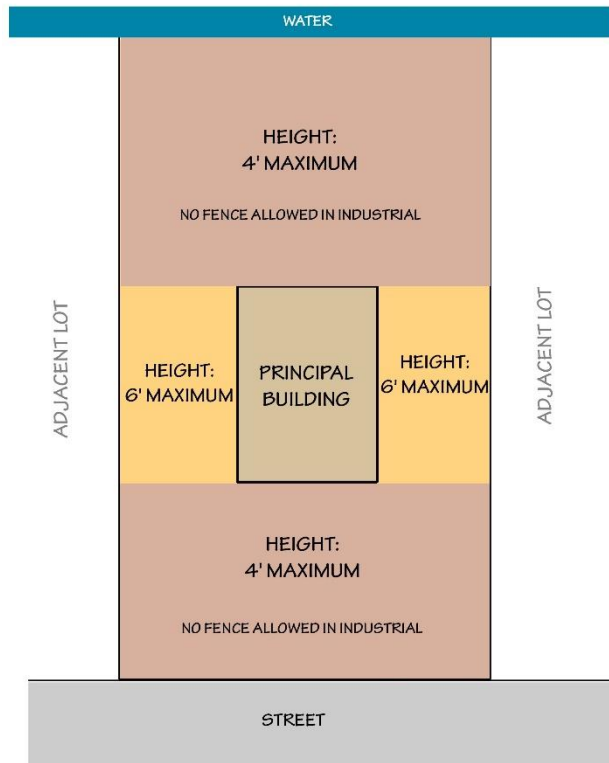 WATER
HEIGHT:
4' MAXIMUM
NO FENCE ALLOWED IN INDUSTRIAL
ADJACENT LOT
HEIGHT:
6' MAXIMUM
PRINCIPAL
BUILDING
HEIGHT:
6' MAXIMUM
ADJACENT LOT
HEIGHT:
4' MAXIMUM
NO FENCE ALLOWED IN INDUSTRIAL
STREET